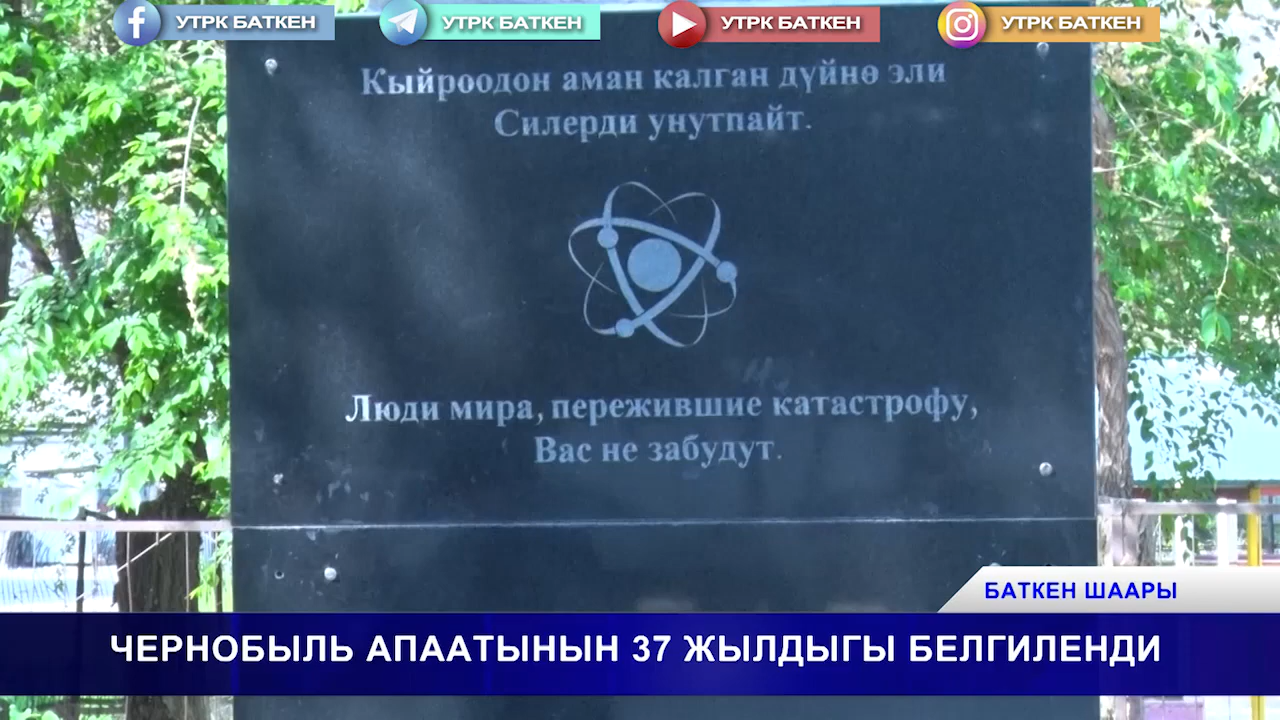 УТРК БАТКЕН УТРК БАТКЕН УТРК БАТКЕН УТРК БАТКЕН
Кыйроодон аман калган дүйнө эли
Силерди унутпайт.
Люди мира, пережившие катастрофу,
Вас не забудут.
БАТКЕН ШААРЫ
ЧЕРНОБЫЛЬ АПААТЫНЫН 37 ЖЫЛДЫГЫ БЕЛГИЛЕНДИ